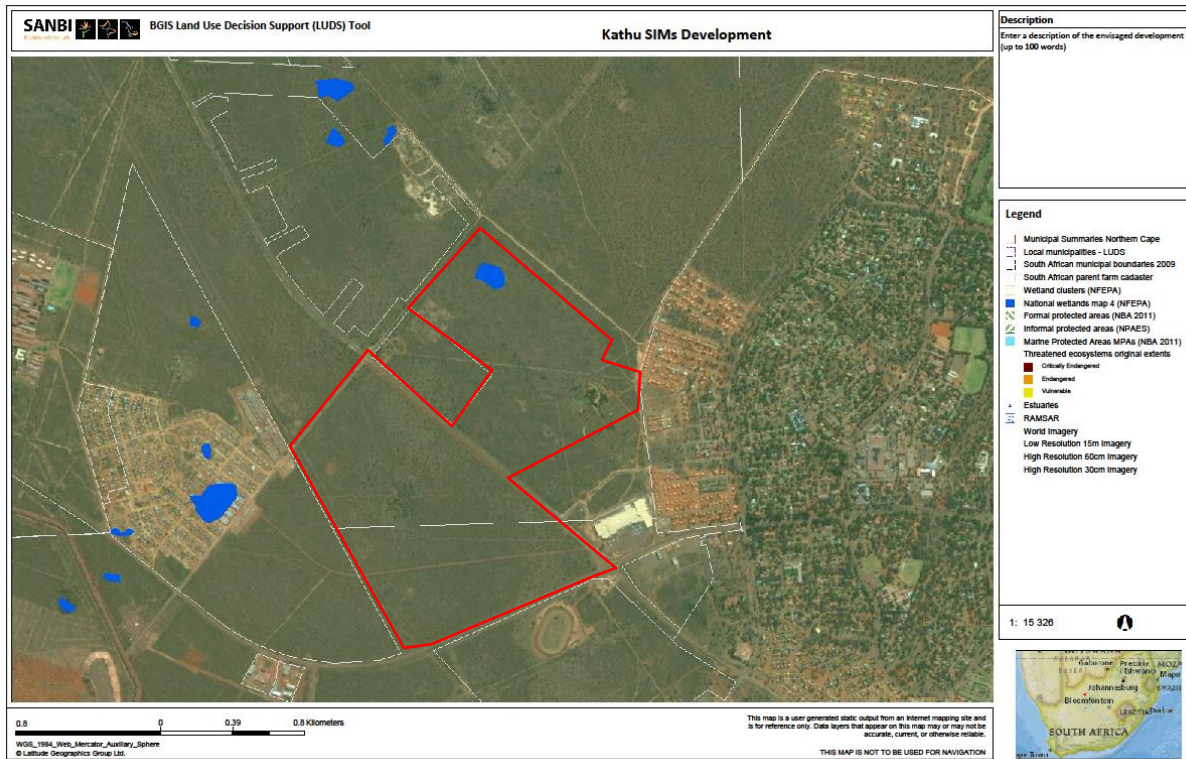 SANBI
BGIS Land Use Decision Support (LUDS) Tool
Kathu SIMs Development
Description
Enter a description of the envisaged development
(up to 100 words)
Legend
Municipal Summaries Northern Cape
Local municipalities - LUDS
South African municipal boundaries 2009
South African parent farm cadaster
Wetland clusters (NFEPA)
National wetlands map 4 (NFEPA)
Formal protected areas (NBA 2011)
Informal protected areas (NPAES)
Marine Protected Areas MPAs (NBA 2011)
Threatened ecosystems original extents
Critically Endangered
Endangered
Vulnerable
Estuaries
RAMSAR
World Imagery
Low Resolution 15m Imagery
High Resolution 60cm Imagery
High Resolution 30cm Imagery
1: 15 326
Gaborone
Pretoria
MOZA
Tshwane
Map
Johannesburg
SWAZIL
Bloemfontein
LESOTHO
Durban
SOUTH AFRICA
Town
0.8 0 0.39 0.8 Kilometers
WGS_1984_Web_Mercator_Auxiliary_Sphere
© Latitude Geographics Group Ltd.
This map is a user generated static output from an Internet mapping site and
is for reference only. Data layers that appear on this map may or may not be
accurate, current, or otherwise reliable.
THIS MAP IS NOT TO BE USED FOR NAVIGATION